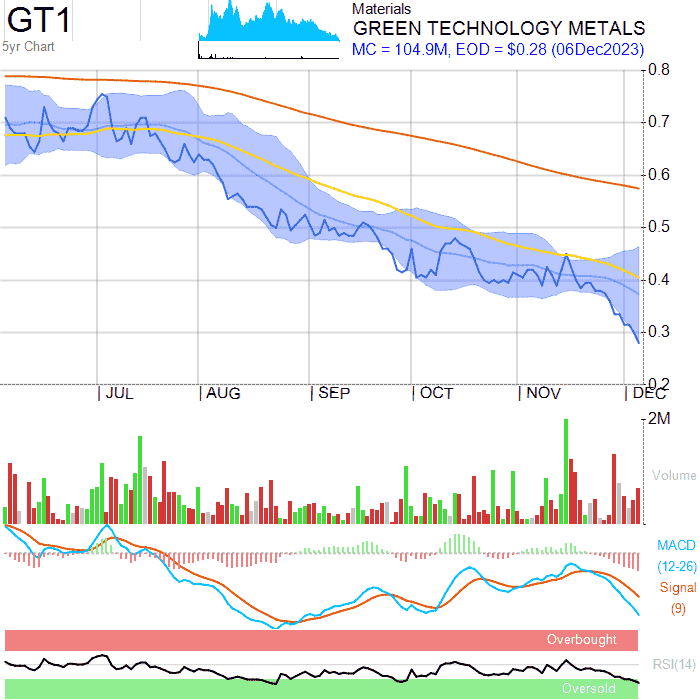 GT1
5yr Chart
Materials
GREEN TECHNOLOGY METALS
MC = 104.9M, EOD = $0.28 (06Dec2023)
0.8
0.7
0.6
0.5
0.4
0.3
0.2
JUL
AUG
SEP
OCT
NOV
DEC
2M
Volume
MACD
(12-26)
Signal
(9)
Overbought
RSI(14)
Oversold